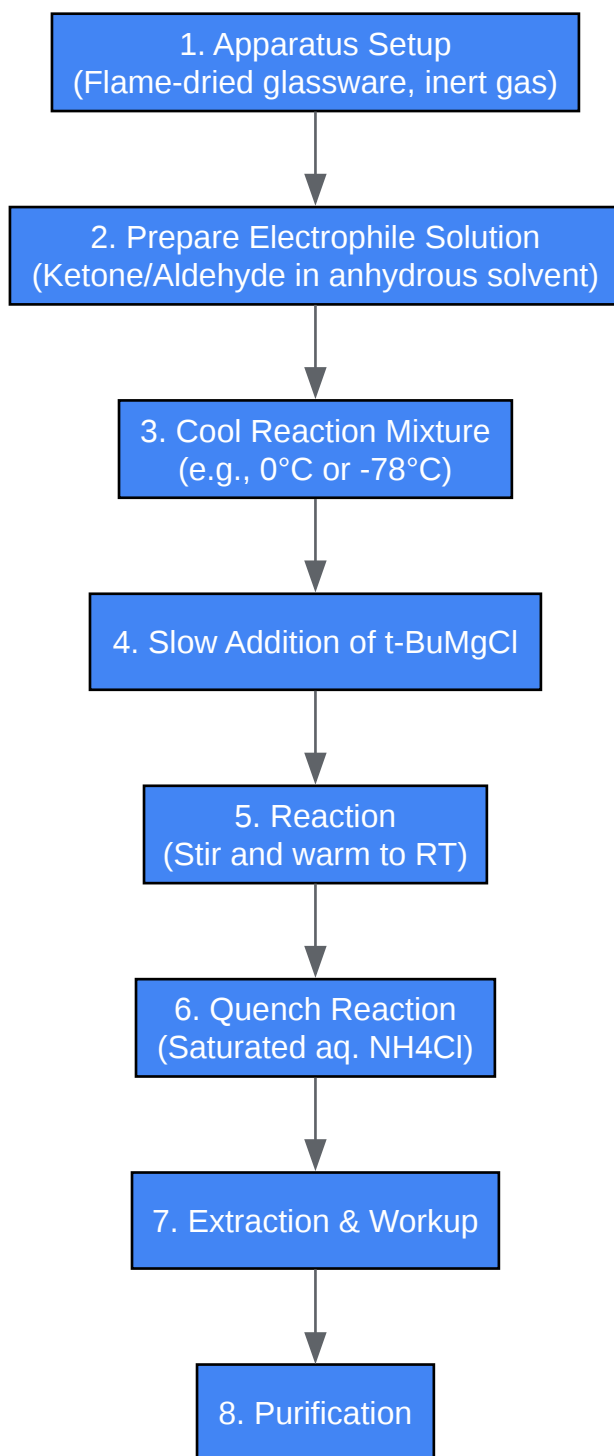 1. Apparatus Setup
(Flame-dried glassware, inert gas)
2. Prepare Electrophile Solution
(Ketone/Aldehyde in anhydrous solvent)
3. Cool Reaction Mixture
(e.g., 0°C or -78°C)
4. Slow Addition of t-BuMgCl
5. Reaction
(Stir and warm to RT)
6. Quench Reaction
(Saturated aq. NH4Cl)
7. Extraction & Workup
8. Purification